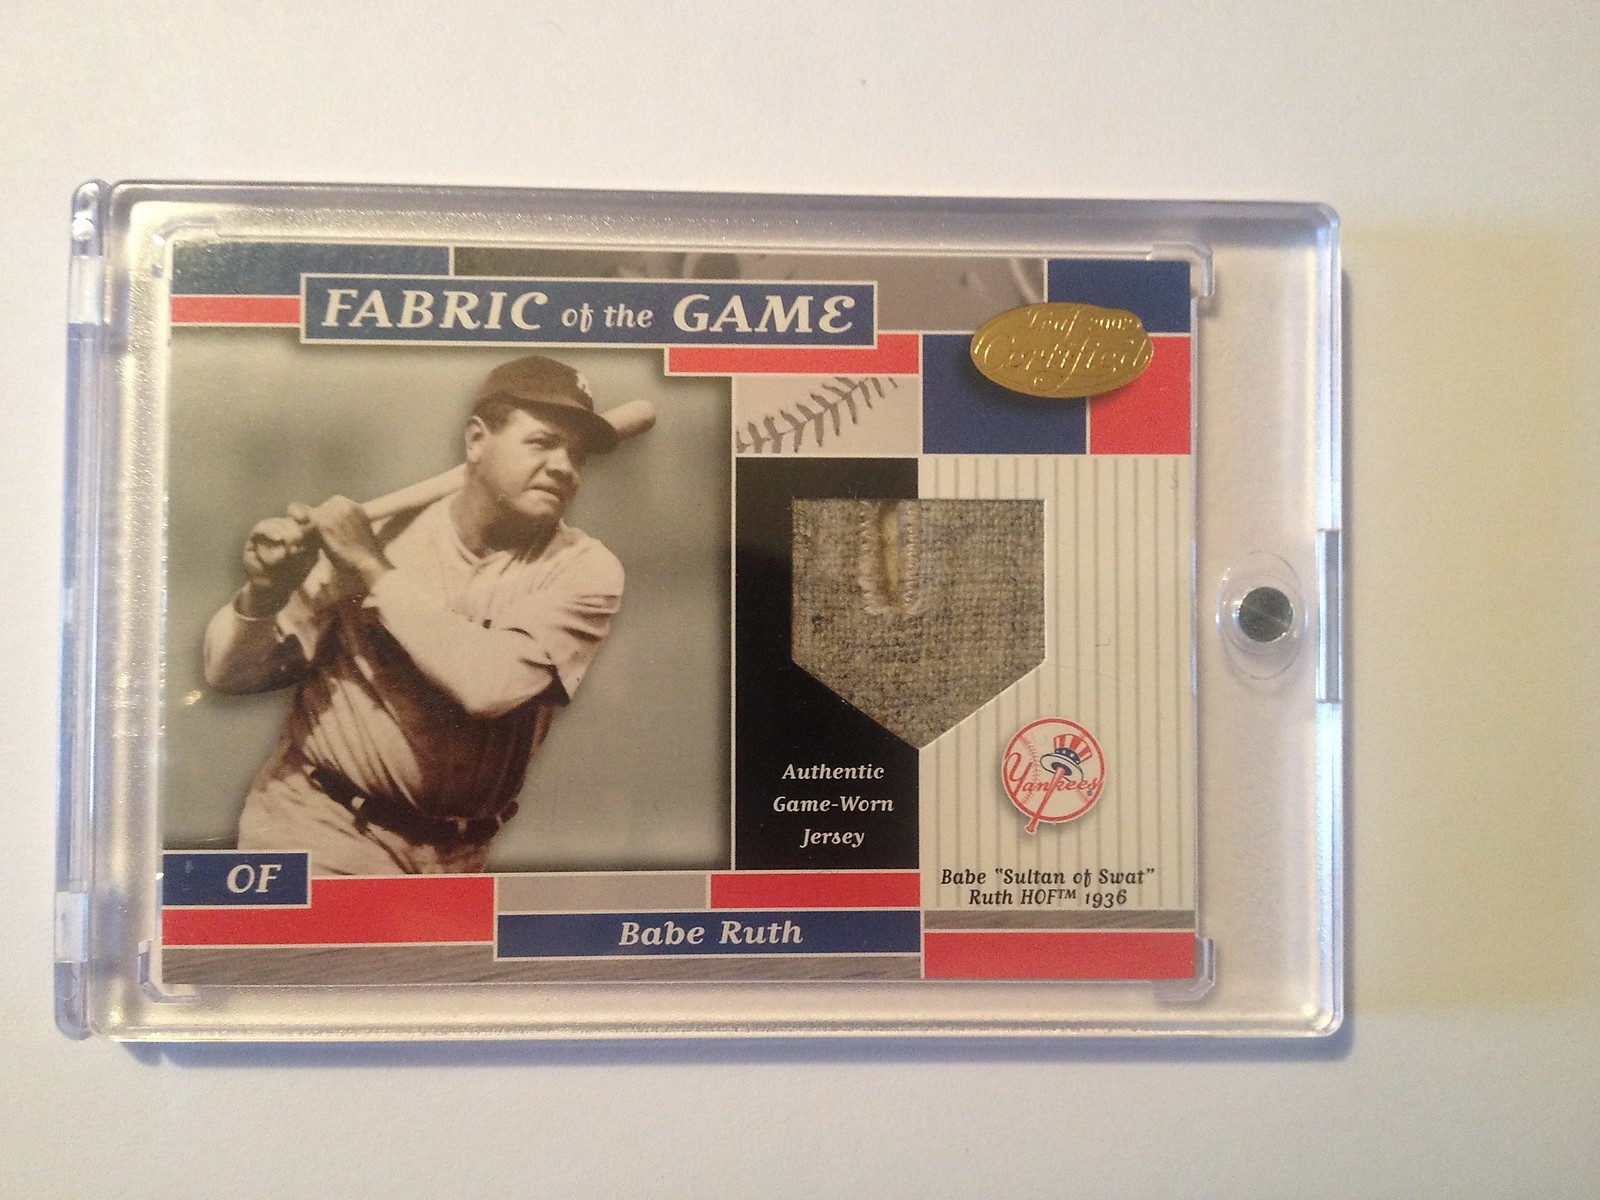 FABRIC of the GAME
Leaf 2002
Certified
Authentic
Game-Worn
Jersey
Yankees
OF
Babe "Sultan of Swat"
Ruth HOF™ 1936
Babe Ruth